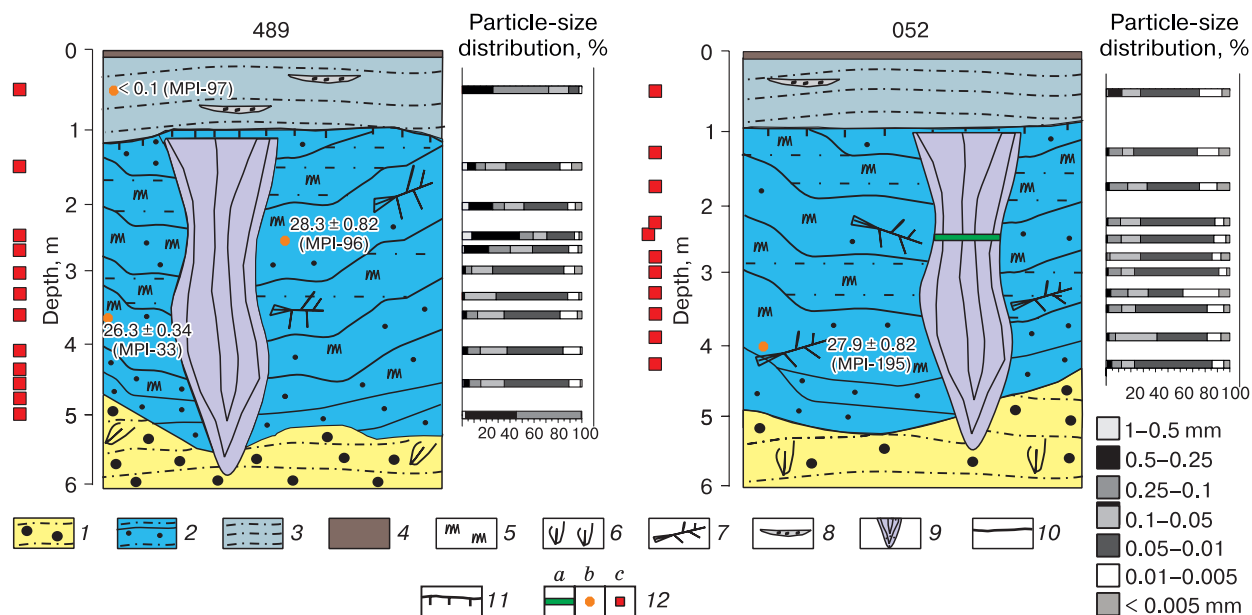 489
Particle-size
distribution, %
052
Particle-size
distribution, %
0
1
2
3
4
5
6
Depth, m
< 0.1 (MPI-97)
28.3 ± 0.82
(MPI-96)
26.3 ± 0.34
(MPI-33)
20 40 60 80 100
0
1
2
3
4
5
6
Depth, m
27.9 ± 0.82
(MPI-195)
20 40 60 80 100
1–0.5 mm
0.5–0.25
0.25–0.1
0.1–0.05
0.05–0.01
0.01–0.005
< 0.005 mm
1 2 3 4 5 6 7 8 9 10
11 a b c 12